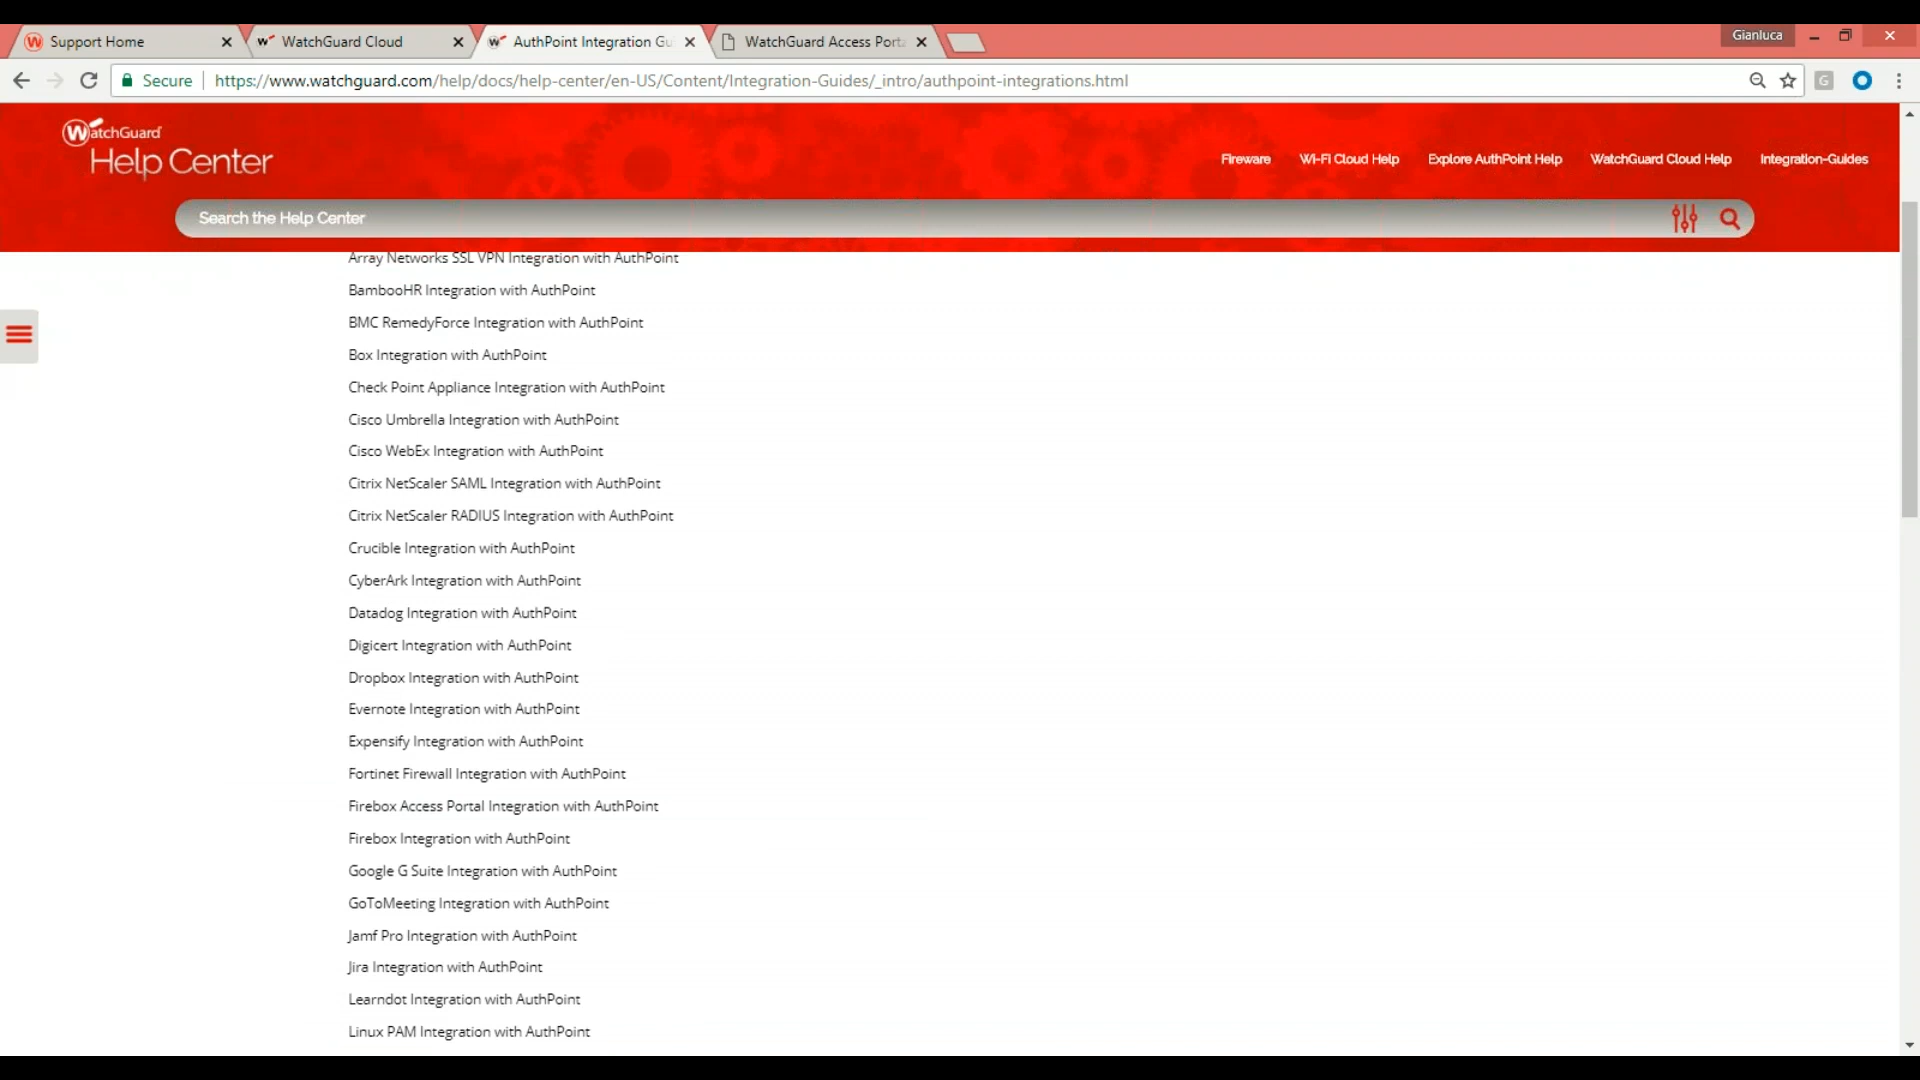 Support Home
WatchGuard Cloud
AuthPoint Integration Gu
WatchGuard Access Port
Gianluca
Secure
https://www.watchguard.com/help/docs/help-center/en-US/Content/Integration-Guides/_intro/authpoint-integrations.html
G
WatchGuard
Help Center
Fireware
Wi-Fi Cloud Help
Explore AuthPoint Help
WatchGuard Cloud Help
Integration-Guides
Search the Help Center
Array Networks SSL VPN Integration with AuthPoint
BambooHR Integration with AuthPoint
BMC RemedyForce Integration with AuthPoint
Box Integration with AuthPoint
Check Point Appliance Integration with AuthPoint
Cisco Umbrella Integration with AuthPoint
Cisco WebEx Integration with AuthPoint
Citrix NetScaler SAML Integration with AuthPoint
Citrix NetScaler RADIUS Integration with AuthPoint
Crucible Integration with AuthPoint
CyberArk Integration with AuthPoint
Datadog Integration with AuthPoint
Digicert Integration with AuthPoint
Dropbox Integration with AuthPoint
Evernote Integration with AuthPoint
Expensify Integration with AuthPoint
Fortinet Firewall Integration with AuthPoint
Firebox Access Portal Integration with AuthPoint
Firebox Integration with AuthPoint
Google G Suite Integration with AuthPoint
GoToMeeting Integration with AuthPoint
Jamf Pro Integration with AuthPoint
Jira Integration with AuthPoint
Learndot Integration with AuthPoint
Linux PAM Integration with AuthPoint